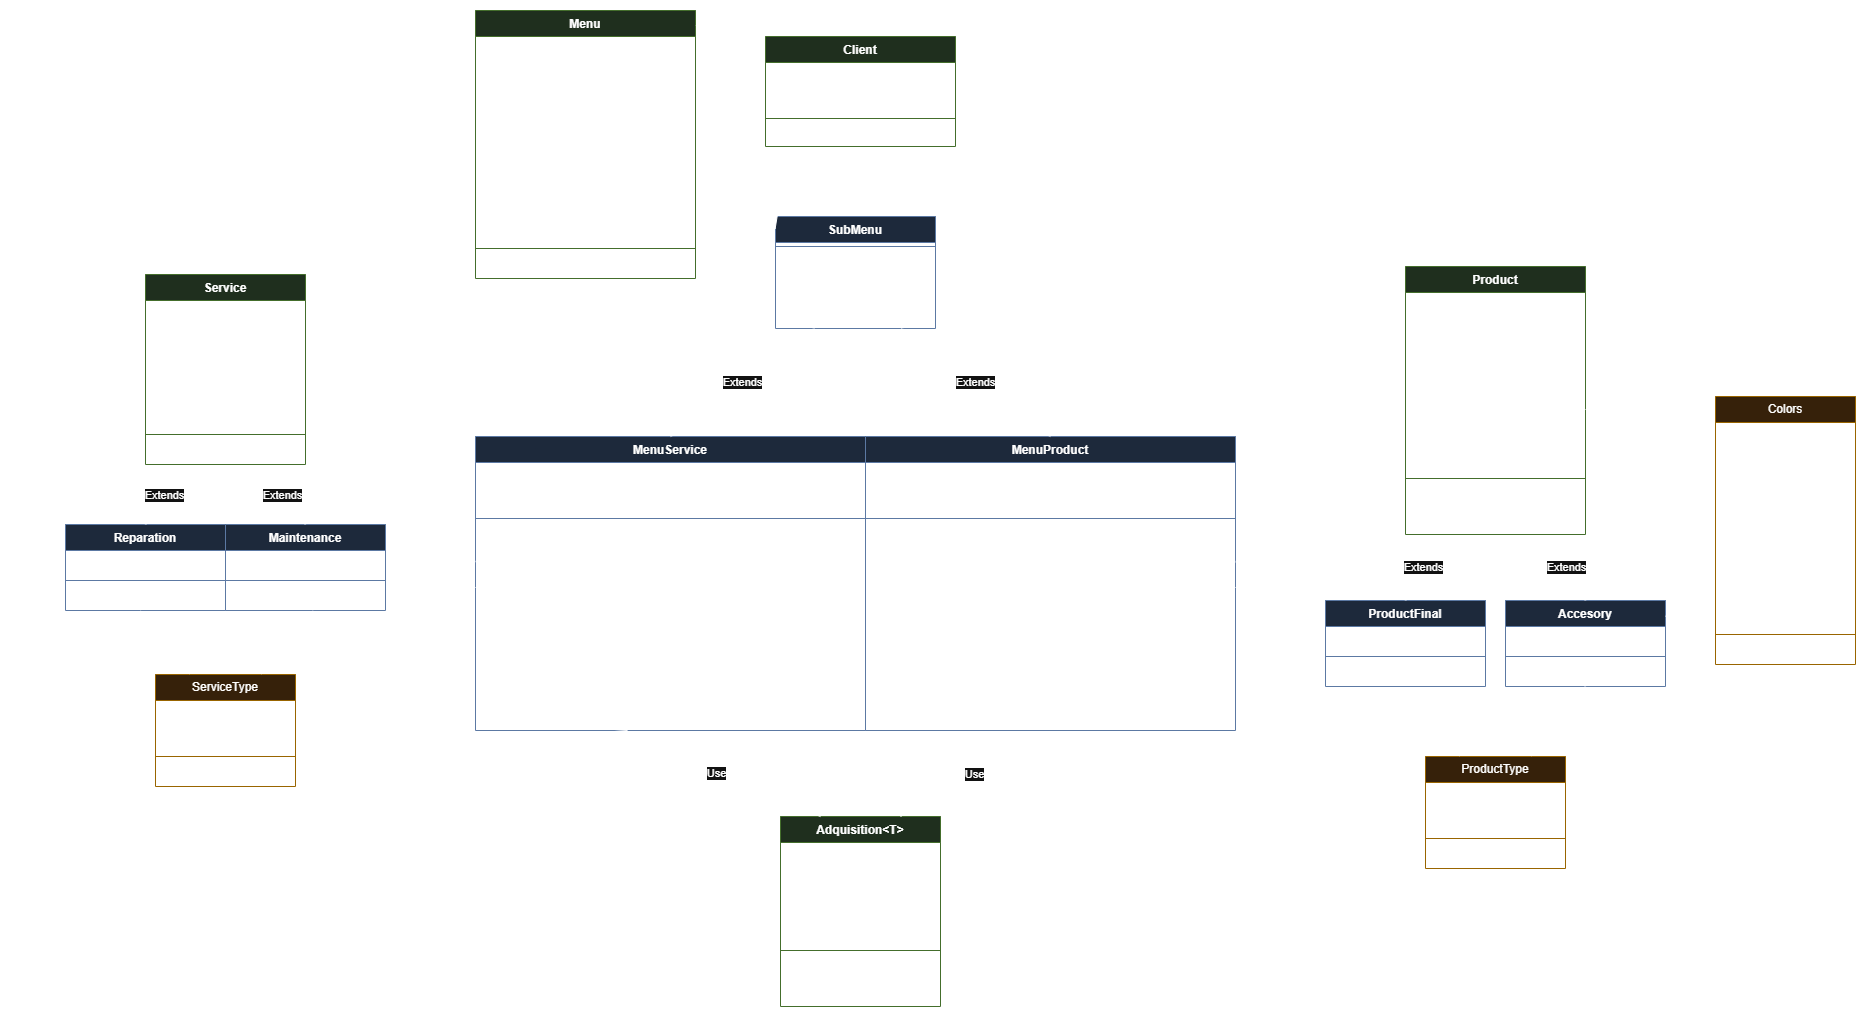 Menu
Client
SubMenu
Service
Product
Extends
Extends
Colors
MenuService
MenuProduct
Extends
Extends
Reparation
Maintenance
Extends
Extends
ProductFinal
Accesory
ServiceType
ProductType
Use
Use
Adquisition<T>